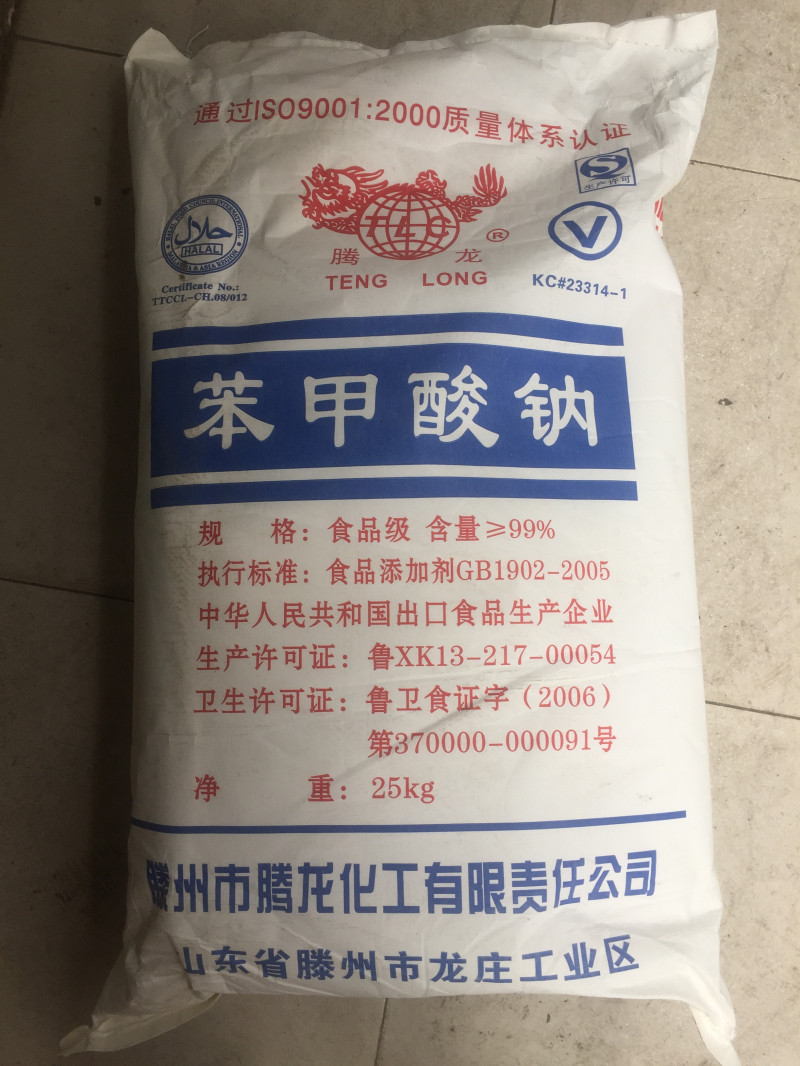 通过ISO9001:2000质量体系认证
生产许可
حلال
HALAL
Certificate No.:
TTCCL-CH.08/012
TLC
腾 龙 ®
TENG LONG
V
KC#23314-1
苯甲酸钠
规 格: 食品级 含量≥99%
执行标准: 食品添加剂GB1902-2005
中华人民共和国出口食品生产企业
生产许可证: 鲁XK13-217-00054
卫生许可证: 鲁卫食证字(2006)
第370000-000091号
净 重: 25kg
滕州市腾龙化工有限责任公司
山东省滕州市龙庄工业区